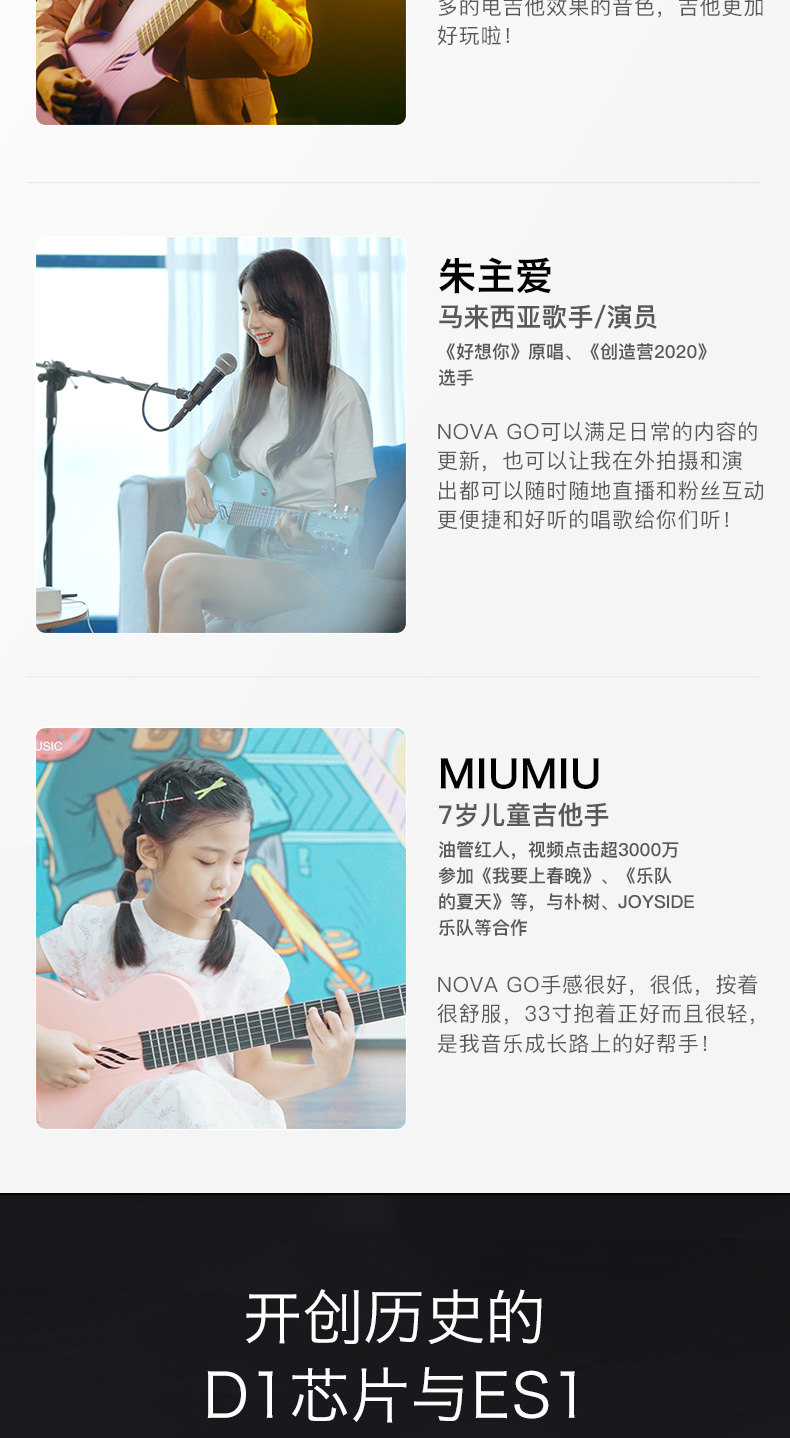 多的电吉他效果的音色，吉他更加
好玩啦！
朱主爱
马来西亚歌手/演员
《好想你》原唱、《创造营2020》
选手
NOVA GO可以满足日常的内容的
更新，也可以让我在外拍摄和演
出都可以随时随地直播和粉丝互动
更便捷和好听的唱歌给你们听！
USIC
MIUMIU
7岁儿童吉他手
油管红人，视频点击超3000万
参加《我要上春晚》、《乐队
的夏天》等，与朴树、JOYSIDE
乐队等合作
NOVA GO手感很好，很低，按着
很舒服，33寸抱着正好而且很轻，
是我音乐成长路上的好帮手！
开创历史的
D1芯片与ES1